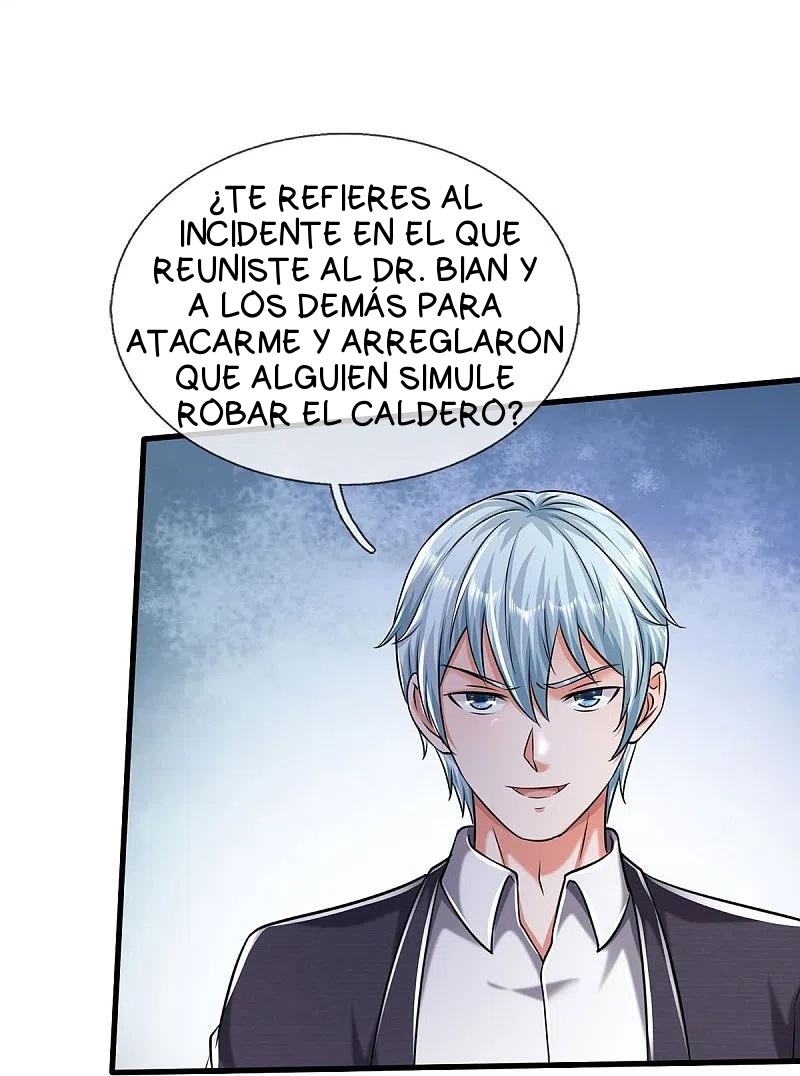 ¿TE REFIERES AL
INCIDENTE EN EL QUE
REUNISTE AL DR. BIAN Y
A LOS DEMÁS PARA
ATACARME Y ARREGLARON
QUE ALGUIEN SIMULE
ROBAR EL CALDERO?